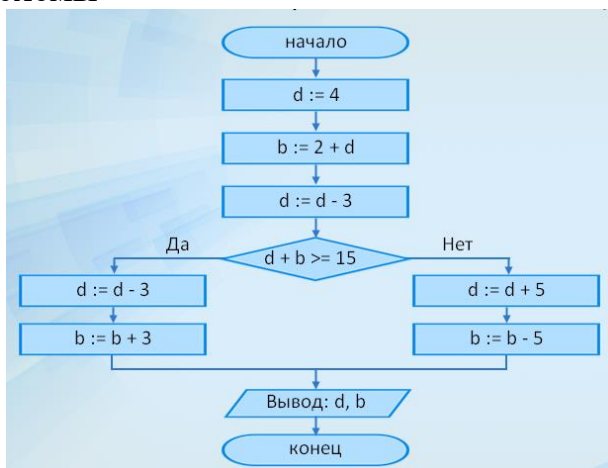 начало
d := 4
b := 2 + d
d := d - 3
Да
d + b >= 15
Нет
d := d - 3
d := d + 5
b := b + 3
b := b - 5
Вывод: d, b
конец